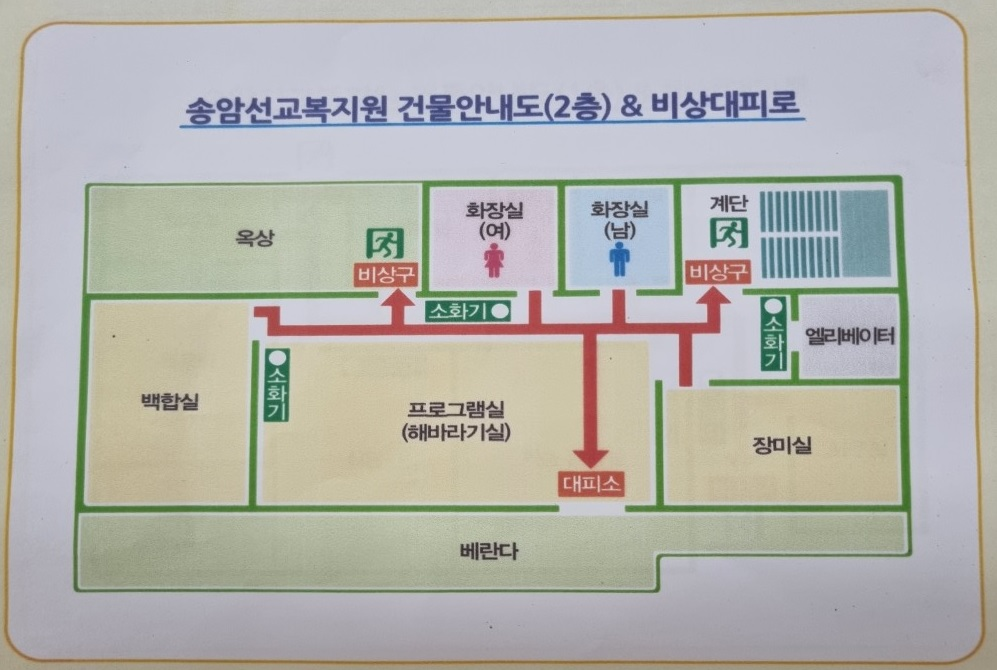 송암선교복지원 건물안내도(2층) & 비상대피로
옥상
비상구
화장실
(여)
화장실
(남)
계단
비상구
소화기
소화기
엘리베이터
소화기
백합실
프로그램실
(해바라기실)
장미실
대피소
베란다